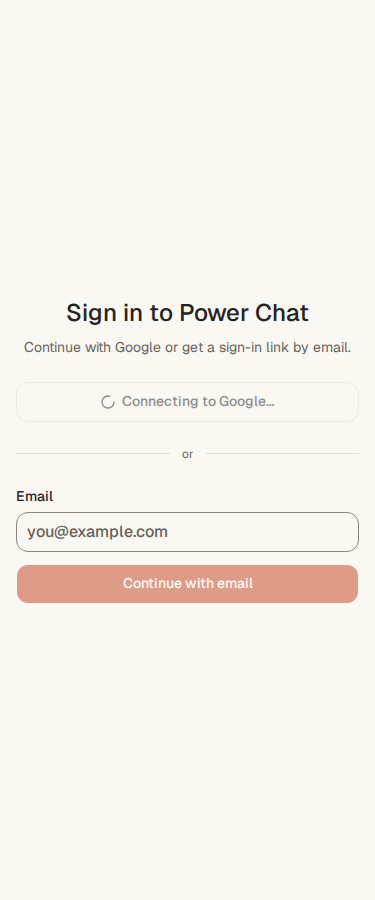 Sign in to Power Chat
Continue with Google or get a sign-in link by email.
Connecting to Google…
or
Email
you@example.com
Continue with email